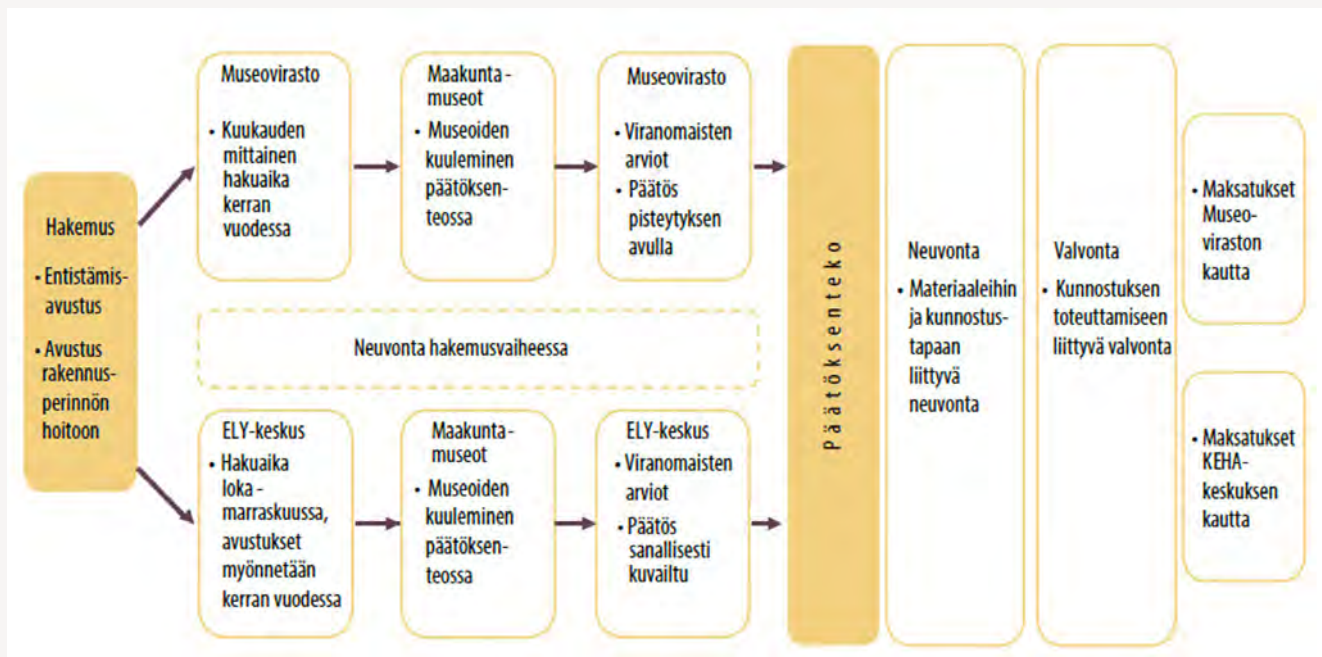 Hakemus
• Entistämis-
avustus
• Avustus
rakennus-
perinnön
hoitoon
Museovirasto
• Kuukauden
mittainen
hakuaika
kerran
vuodessa
Maakunta-
museot
• Museoiden
kuuleminen
päätöksen-
teossa
Museovirasto
• Viranomaisten
arviot
• Päätös
pisteytyksen
avulla
Neuvonta hakemusvaiheessa
ELY-keskus
• Hakuaika
loka-
marraskuussa,
avustukset
myönnetään
kerran vuodessa
Maakunta-
museot
• Museoiden
kuuleminen
päätöksen-
teossa
ELY-keskus
• Viranomaisten
arviot
• Päätös
sanallisesti
kuvailtu
Päätöksenteko
Neuvonta
• Materiaaleihin
ja kunnostus-
tapaan
liittyvä
neuvonta
Valvonta
• Kunnostuksen
toteuttamiseen
liittyvä valvonta
• Maksatukset
Museo-
viraston
kautta
• Maksatukset
KEHA-
keskuksen
kautta